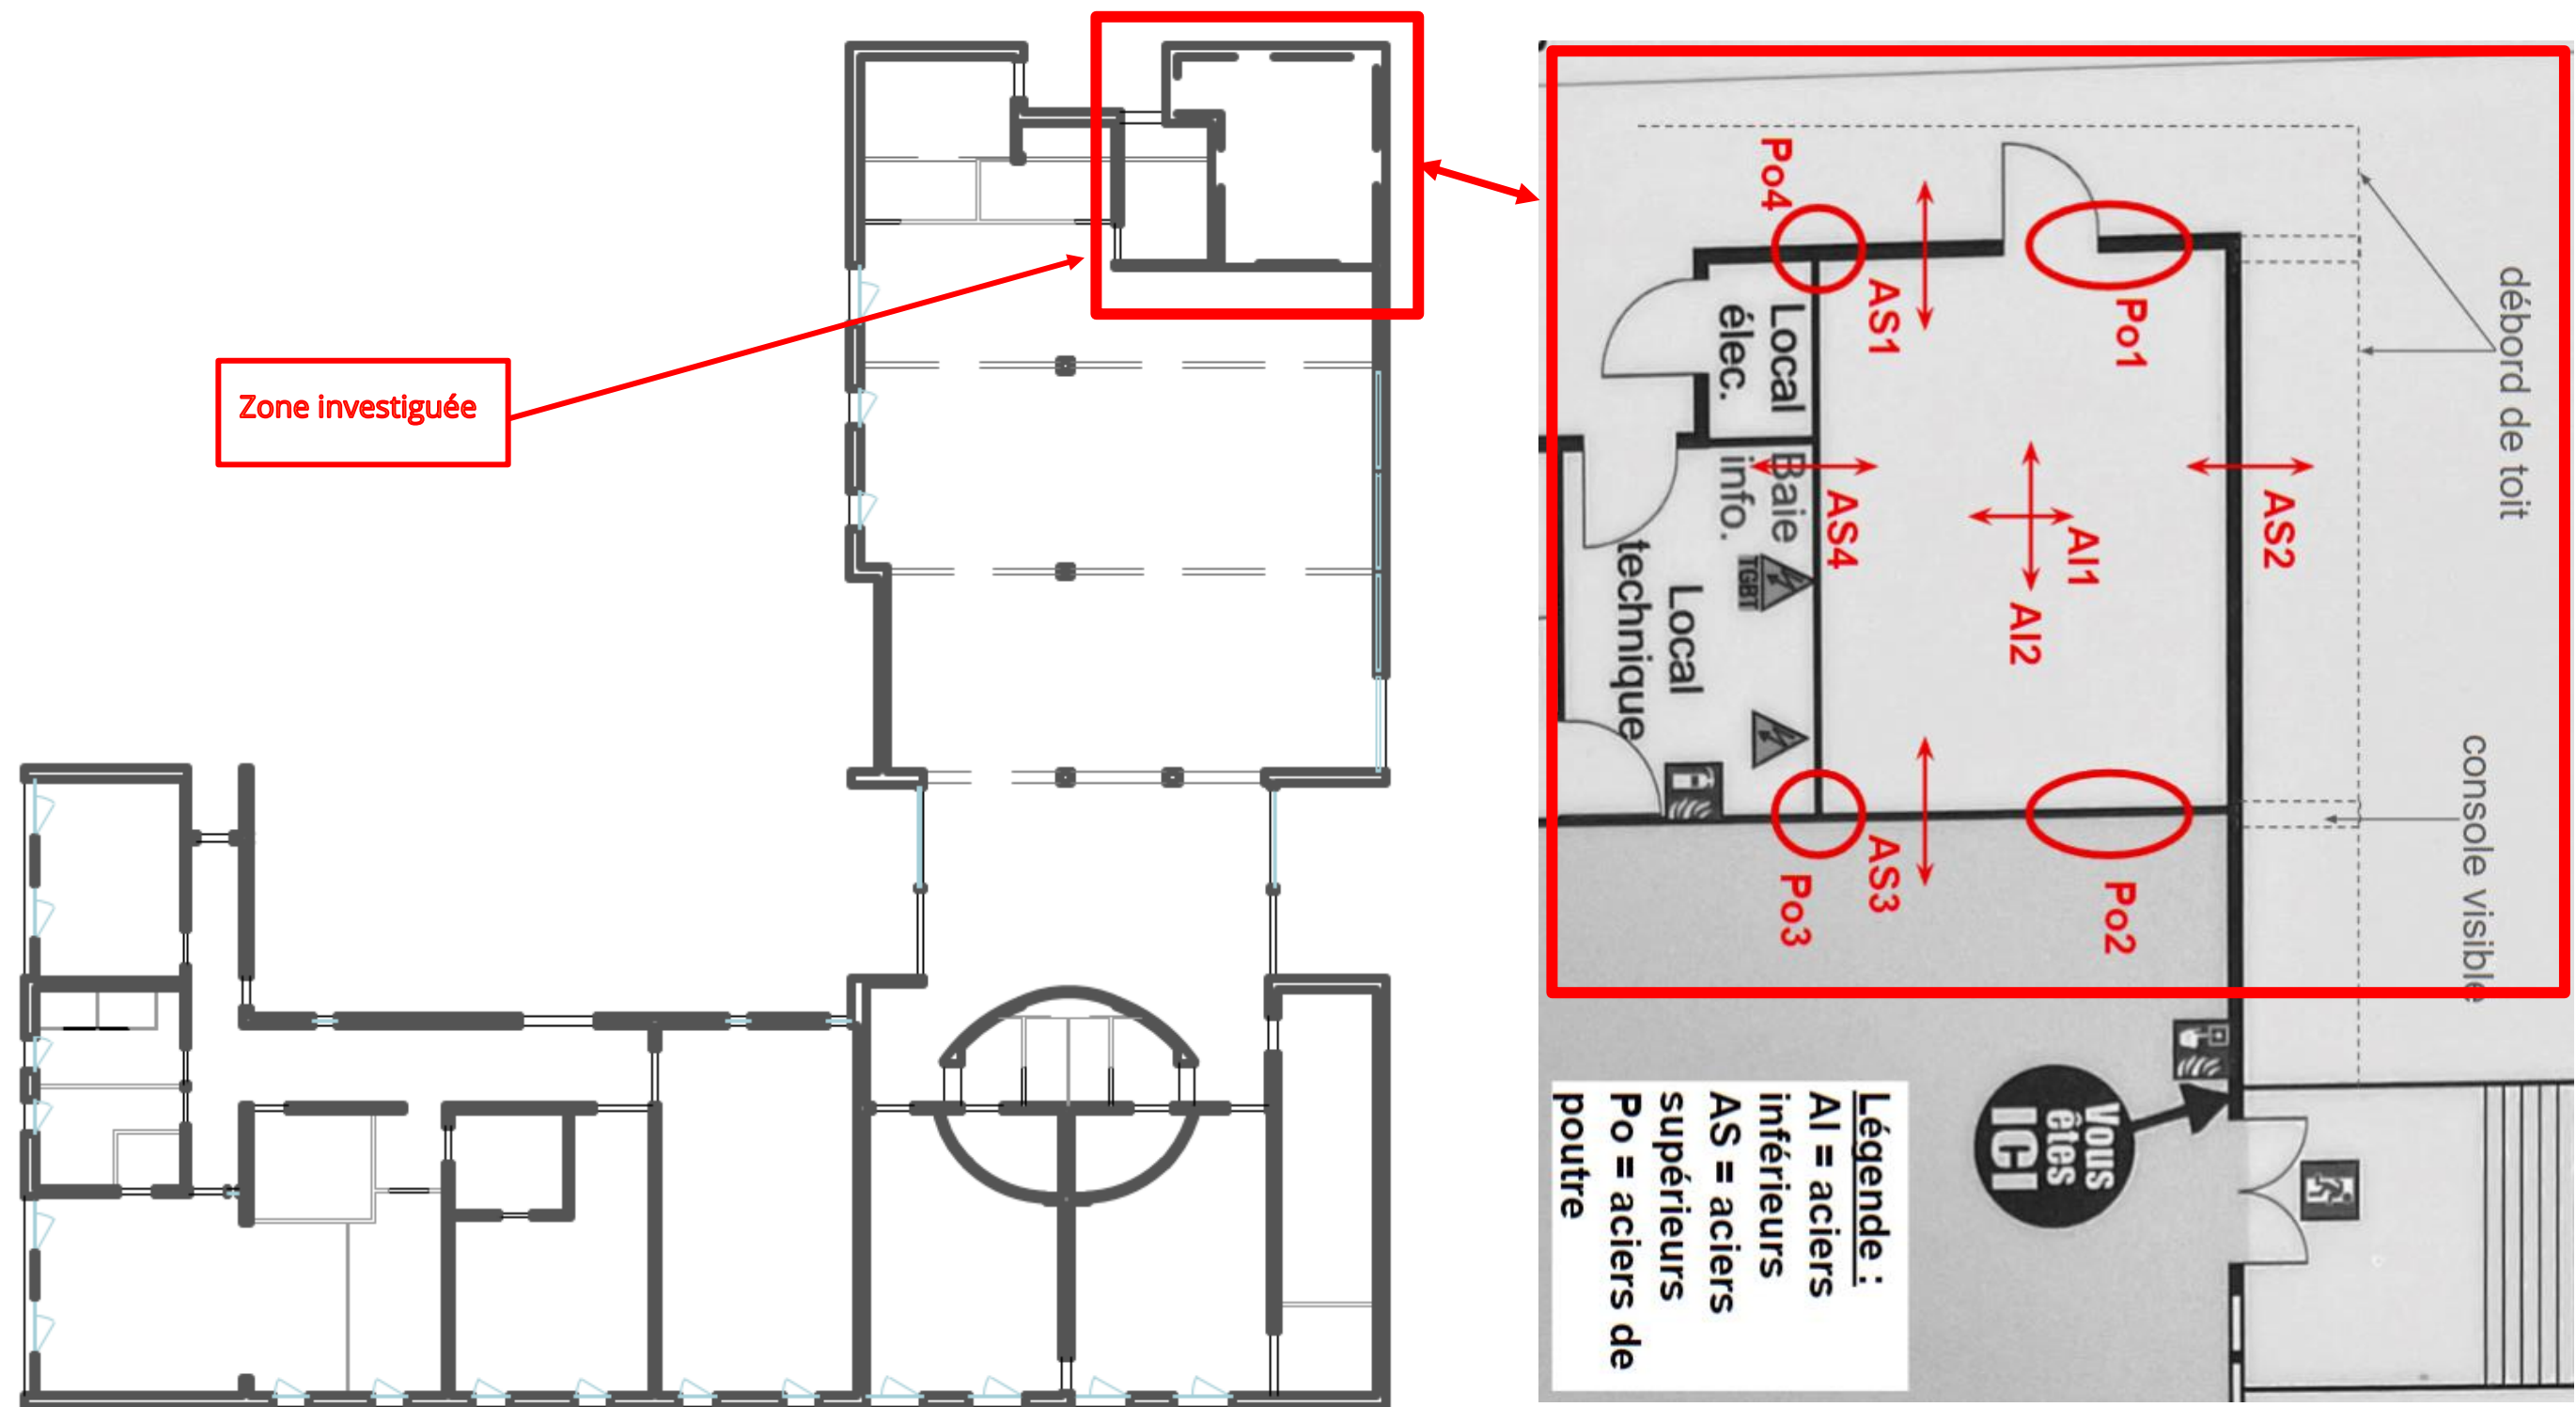 Zone investiguée
Po4
AS1
Po1
Local
élec.
Baie
info.
TGBT
AS4
AI1
AI2
AS2
Local
technique
AS3
Po3
Po2
débord de toit
console visible
Vous
êtes
ICI
Légende :
AI = aciers
inférieurs
AS = aciers
supérieurs
Po = aciers de
poutre